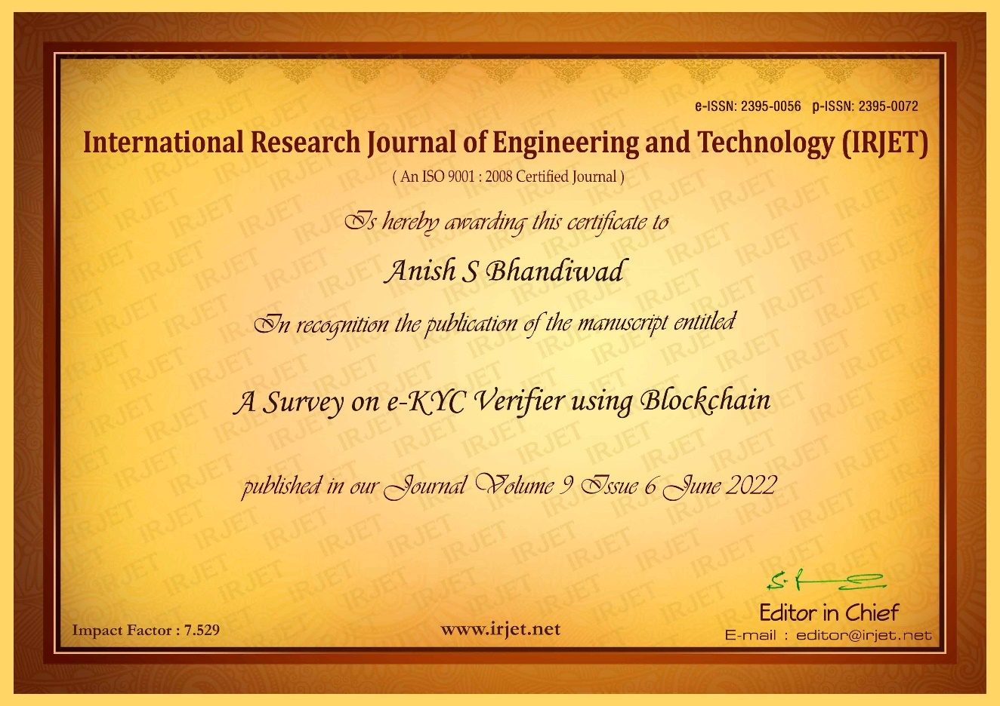 e-ISSN: 2395-0056 p-ISSN: 2395-0072
International Research Journal of Engineering and Technology (IRJET)
( An ISO 9001 : 2008 Certified Journal )
Is hereby awarding this certificate to
Anish S Bhandiwad
In recognition the publication of the manuscript entitled
A Survey on e-KYC Verifier using Blockchain
published in our Journal Volume 9 Issue 6 June 2022
Editor in Chief
Impact Factor : 7.529
www.irjet.net
E-mail : editor@irjet.net